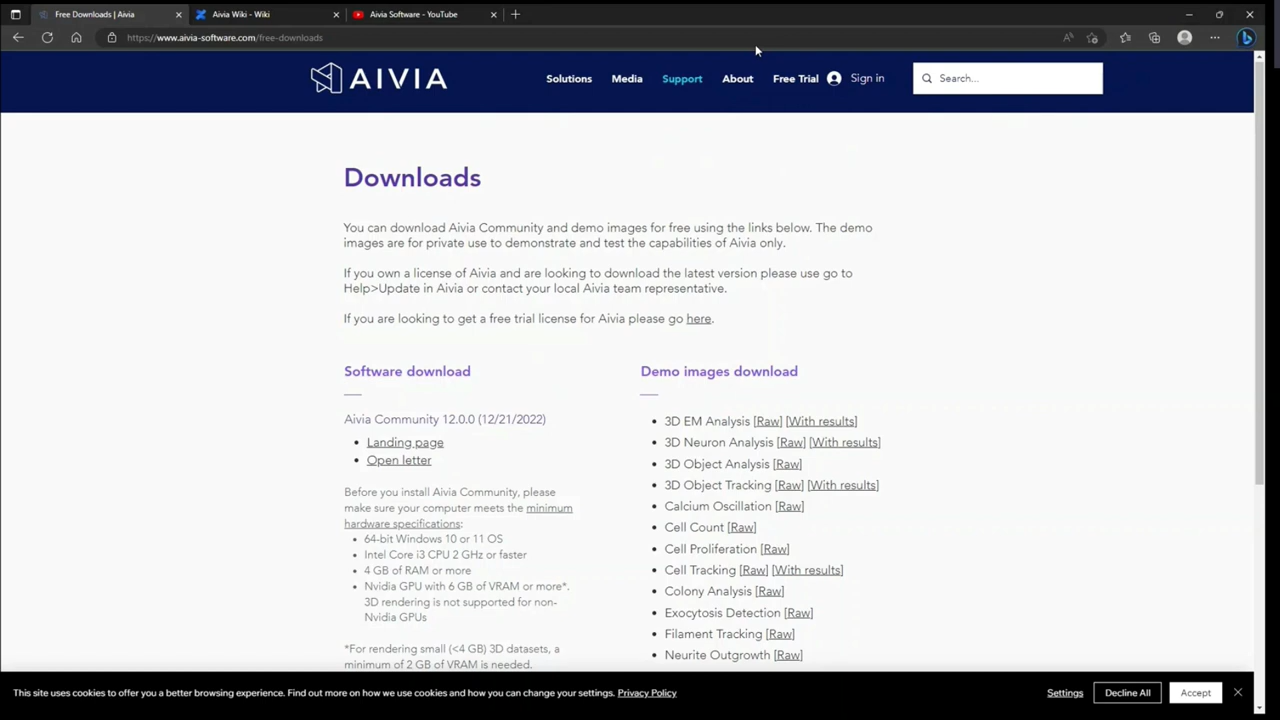 Free Downloads | Aivia
Aivia Wiki - Wiki
Aivia Software - YouTube
https://www.aivia-software.com/free-downloads
AIVIA
Solutions
Media
Support
About
Free Trial
Sign in
Search...
Downloads
You can download Aivia Community and demo images for free using the links below. The demo
images are for private use to demonstrate and test the capabilities of Aivia only.
If you own a license of Aivia and are looking to download the latest version please use go to
Help>Update in Aivia or contact your local Aivia team representative.
If you are looking to get a free trial license for Aivia please go here.
Software download
Aivia Community 12.0.0 (12/21/2022)
• Landing page
• Open letter
Before you install Aivia Community, please
make sure your computer meets the minimum
hardware specifications:
• 64-bit Windows 10 or 11 OS
• Intel Core i3 CPU 2 GHz or faster
• 4 GB of RAM or more
• Nvidia GPU with 6 GB of VRAM or more*.
3D rendering is not supported for non-
Nvidia GPUs
*For rendering small (<4 GB) 3D datasets, a
minimum of 2 GB of VRAM is needed.
Demo images download
• 3D EM Analysis [Raw] [With results]
• 3D Neuron Analysis [Raw] [With results]
• 3D Object Analysis [Raw]
• 3D Object Tracking [Raw] [With results]
• Calcium Oscillation [Raw]
• Cell Count [Raw]
• Cell Proliferation [Raw]
• Cell Tracking [Raw] [With results]
• Colony Analysis [Raw]
• Exocytosis Detection [Raw]
• Filament Tracking [Raw]
• Neurite Outgrowth [Raw]
This site uses cookies to offer you a better browsing experience. Find out more on how we use cookies and how you can change your settings. Privacy Policy
Settings
Decline All
Accept